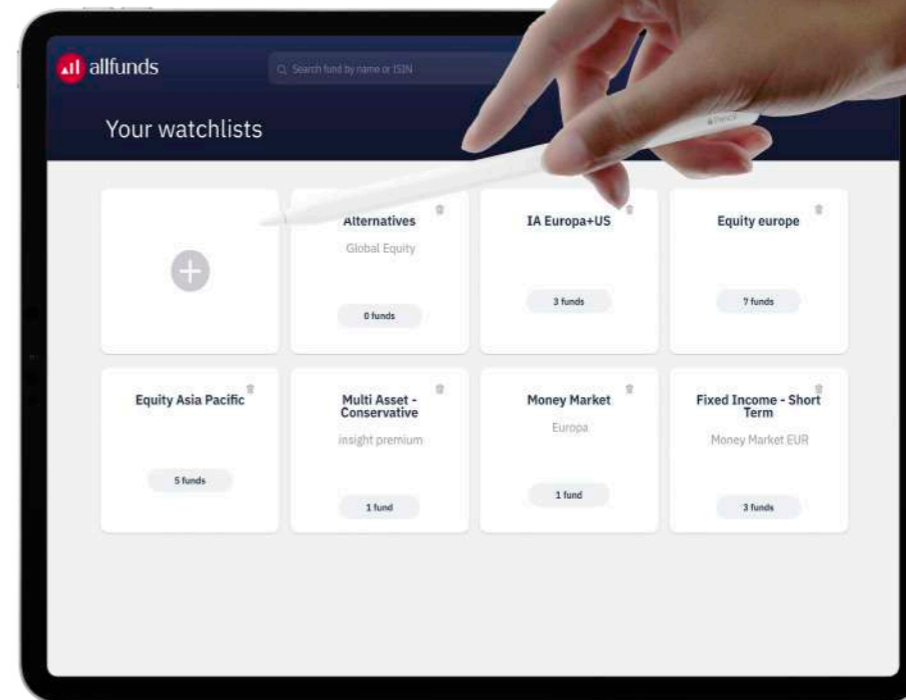 allfunds
Search fund by name or ISIN
Pencil
Your watchlists
Alternatives
Global Equity
0 funds
IA Europa+US
3 funds
Equity europe
7 funds
Equity Asia Pacific
5 funds
Multi Asset -
Conservative
insight premium
1 fund
Money Market
Europa
1 fund
Fixed Income - Short
Term
Money Market EUR
3 funds